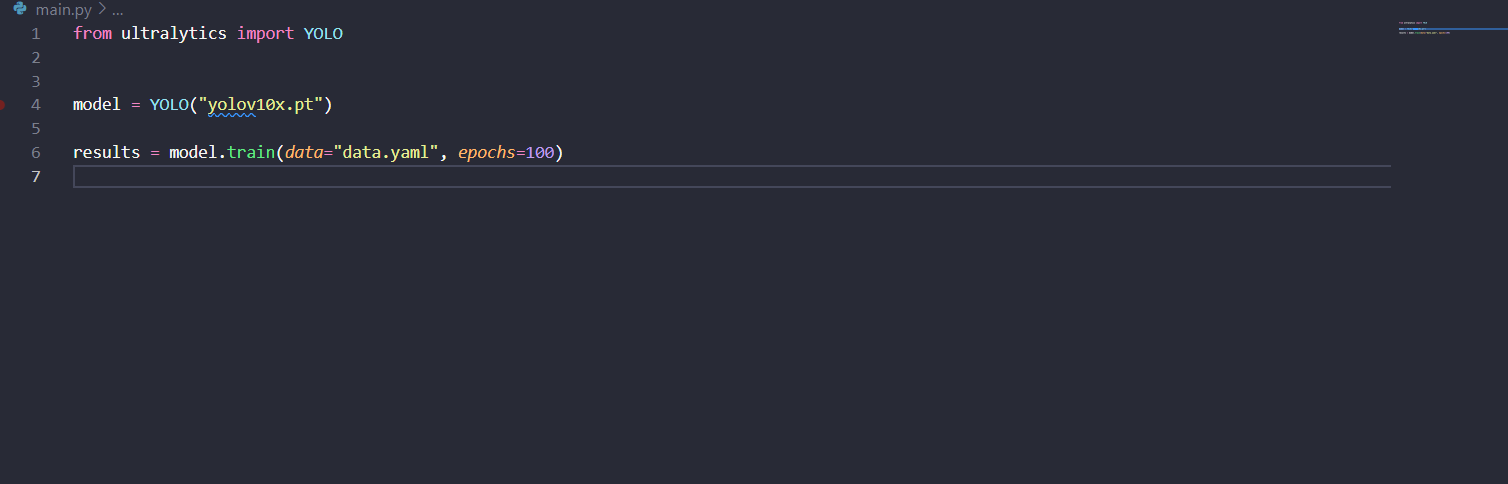 main.py > ...
1 from ultralytics import YOLO
2
3
4 model = YOLO("yolov10x.pt")
5
6 results = model.train(data="data.yaml", epochs=100)
7